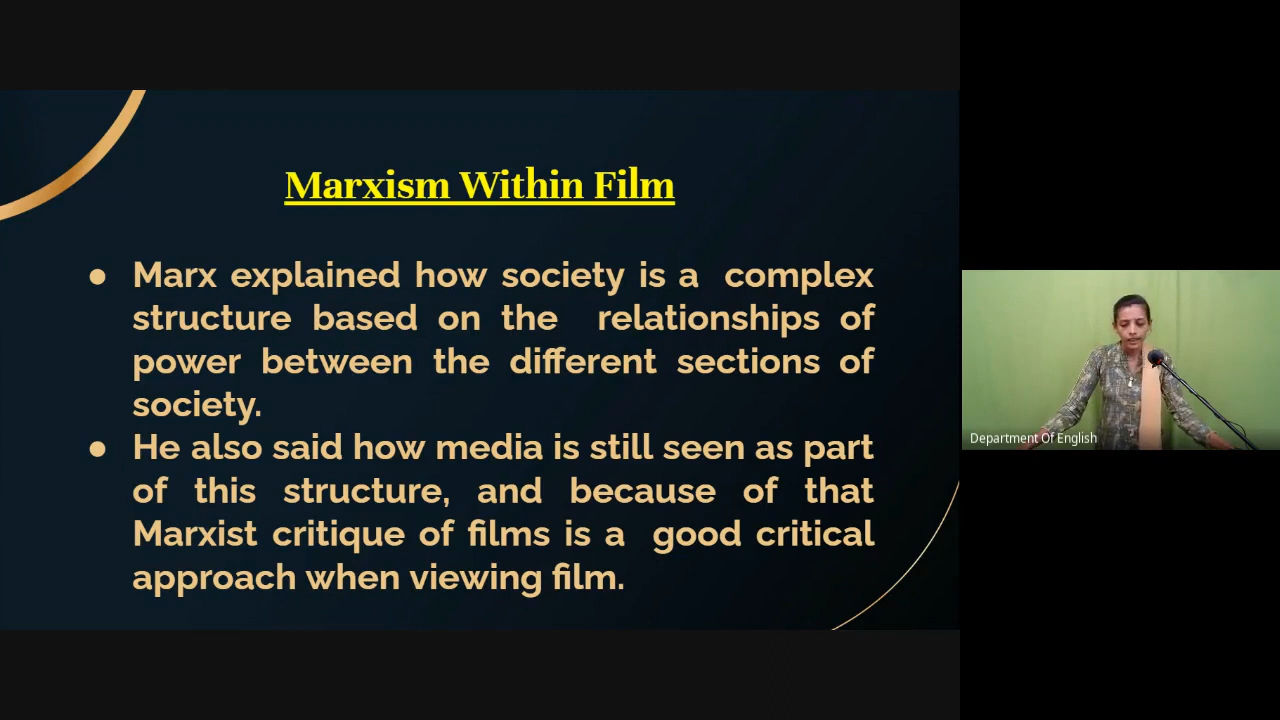 Marxism Within Film
● Marx explained how society is a complex
structure based on the relationships of
power between the different sections of
society.
● He also said how media is still seen as part
of this structure, and because of that
Marxist critique of films is a good critical
approach when viewing film.
Department Of English